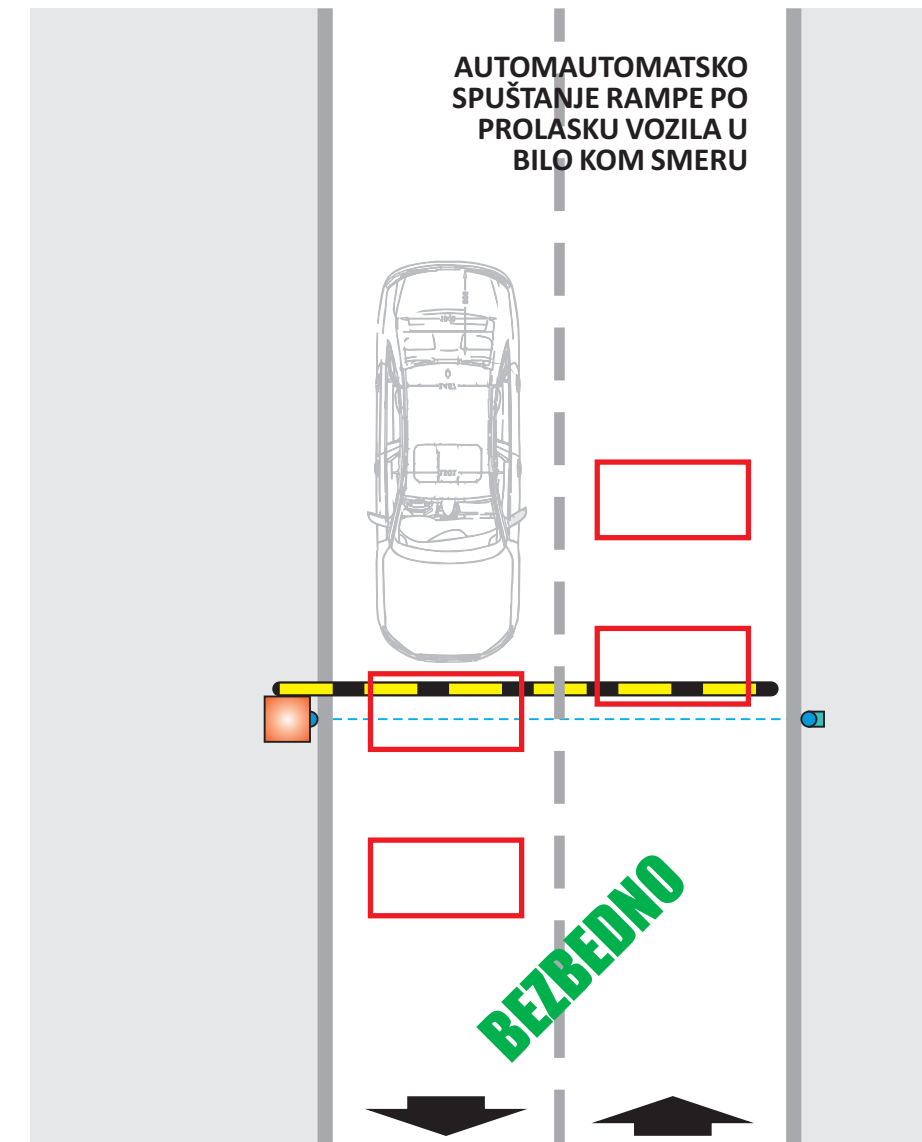 AUTOMAUTOMATSKO
SPUŠTANJE RAMPE PO
PROLASKU VOZILA U
BILO KOM SMERU
BEZBEDNO